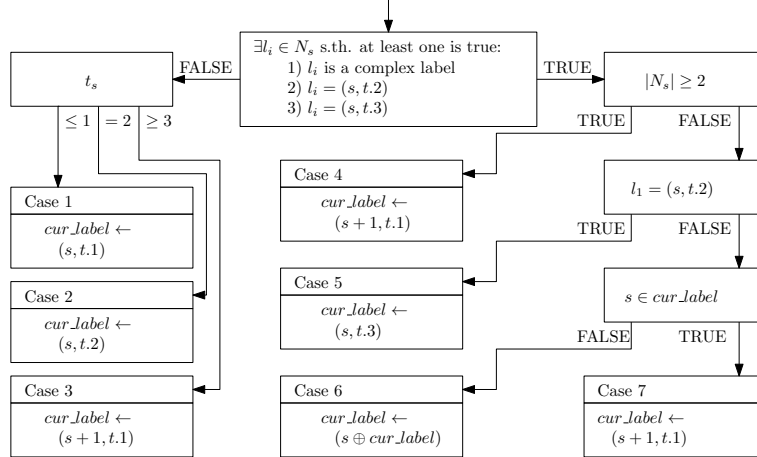 ∃l_i ∈ N_s s.th. at least one is true:
1) l_i is a complex label
2) l_i = (s, t.2)
3) l_i = (s, t.3)
FALSE
TRUE
t_s
|N_s| ≥ 2
≤ 1
= 2
≥ 3
TRUE
FALSE
Case 1
cur_label ←
(s, t.1)
Case 4
cur_label ←
(s + 1, t.1)
l_1 = (s, t.2)
TRUE
FALSE
Case 2
cur_label ←
(s, t.2)
Case 5
cur_label ←
(s, t.3)
s ∈ cur_label
FALSE
TRUE
Case 3
cur_label ←
(s + 1, t.1)
Case 6
cur_label ←
(s ⊕ cur_label)
Case 7
cur_label ←
(s + 1, t.1)